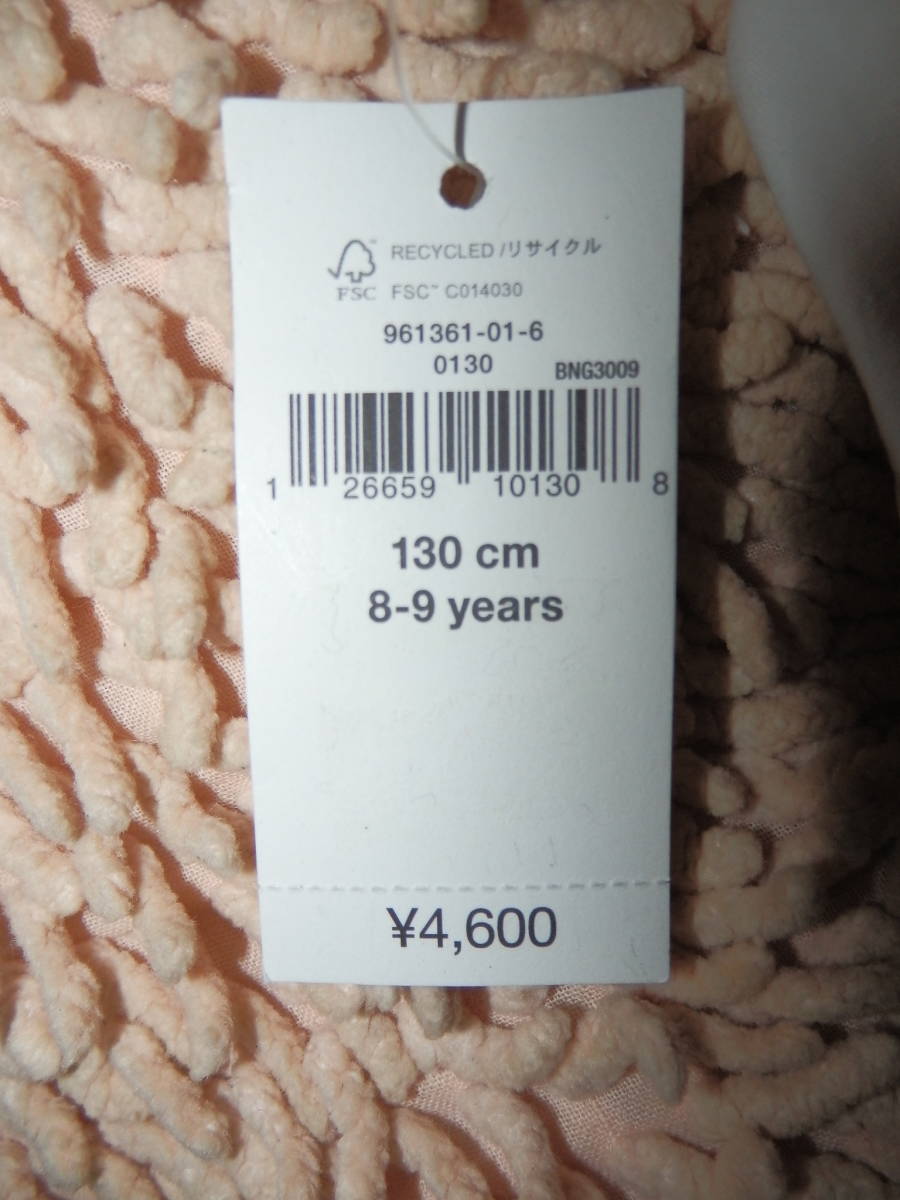 RECYCLED /リサイクル
FSC FSC™ C014030
961361-01-6
0130
BNG3009
1 26659 10130 8
130 cm
8-9 years
¥4,600